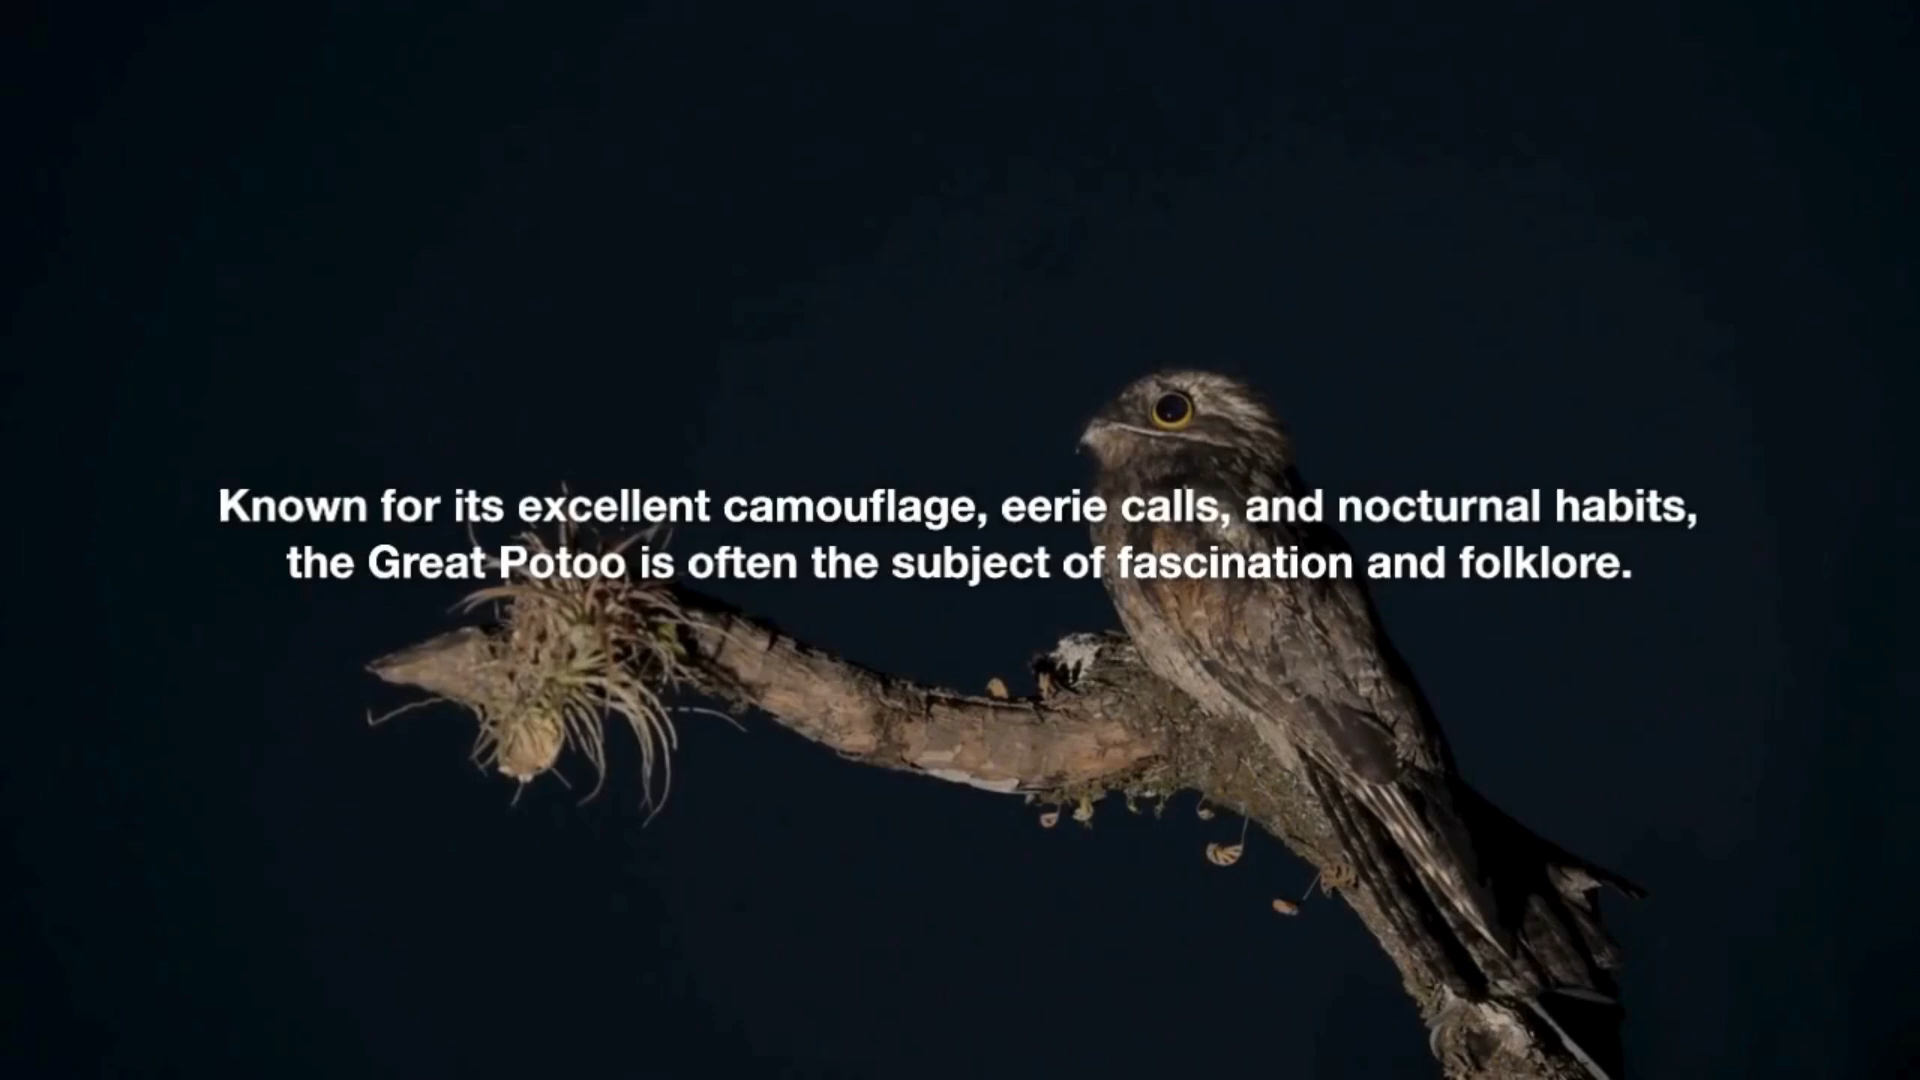 Known for its excellent camouflage, eerie calls, and nocturnal habits,
the Great Potoo is often the subject of fascination and folklore.